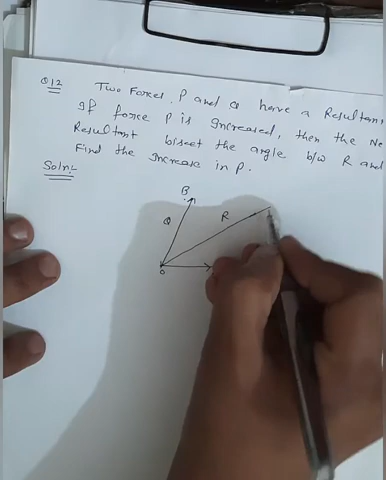 Q12 Two Forces, P and Q have a Resultant
If force P is Increased, then the Ne
Resultant bisect the angle b/w R and
Find the Increase in P.
Soln:-
B
Q
R
O